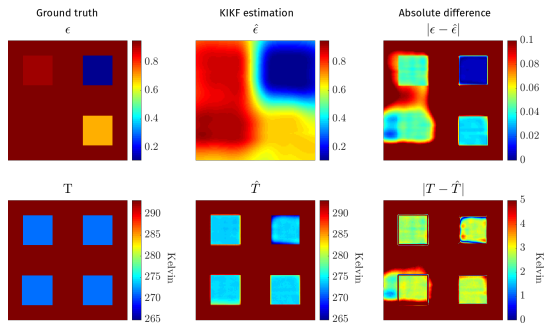 Ground truth
KIKF estimation
Absolute difference
ϵ
ϵ̂
|ϵ − ϵ̂|
0.8
0.6
0.4
0.2
0.8
0.6
0.4
0.2
0.1
0.08
0.06
0.04
0.02
0
T
T̂
|T − T̂|
290
285
280
275
270
265
Kelvin
290
285
280
275
270
265
Kelvin
5
4
3
2
1
0
Kelvin